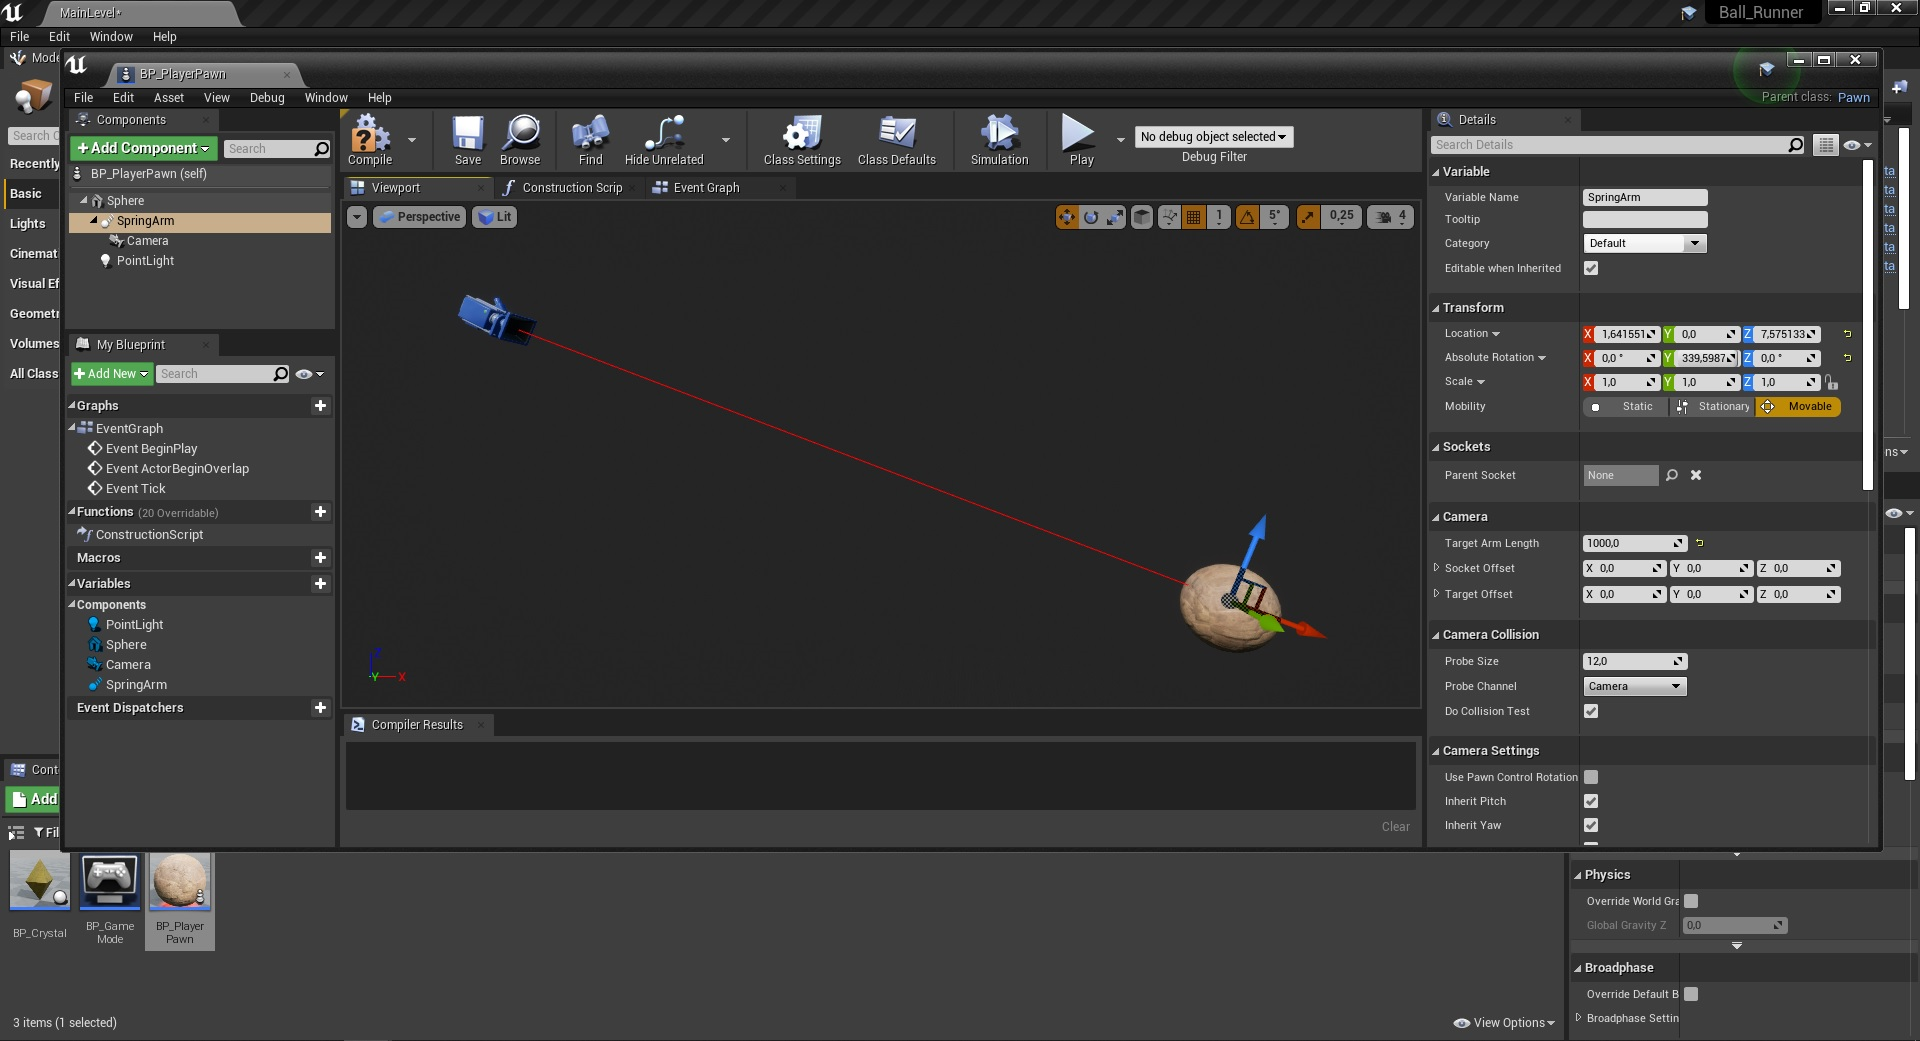 MainLevel*
Ball_Runner
File Edit Window Help
Mode
BP_PlayerPawn
File Edit Asset View Debug Window Help
Parent class: Pawn
Components
Add Component
Search
BP_PlayerPawn (self)
Sphere
SpringArm
Camera
PointLight
Search C
Recently
Basic
Lights
Cinemat
Visual Ef
Geometr
Volumes
All Class
My Blueprint
Add New
Search
Graphs
EventGraph
Event BeginPlay
Event ActorBeginOverlap
Event Tick
Functions (20 Overridable)
ConstructionScript
Macros
Variables
Components
PointLight
Sphere
Camera
SpringArm
Event Dispatchers
Compile
Save
Browse
Find
Hide Unrelated
Class Settings
Class Defaults
Simulation
Play
No debug object selected
Debug Filter
Viewport
Construction Scrip
Event Graph
Perspective
Lit
1
5°
0,25
4
Z
Y
X
Compiler Results
Clear
Details
Search Details
Variable
Variable Name SpringArm
Tooltip
Category Default
Editable when Inherited
Transform
Location X 1,641551 Y 0,0 Z 7,575133
Absolute Rotation X 0,0 ° Y 339,5987 Z 0,0 °
Scale X 1,0 Y 1,0 Z 1,0
Mobility Static Stationary Movable
Sockets
Parent Socket None
Camera
Target Arm Length 1000,0
Socket Offset X 0,0 Y 0,0 Z 0,0
Target Offset X 0,0 Y 0,0 Z 0,0
Camera Collision
Probe Size 12,0
Probe Channel Camera
Do Collision Test
Camera Settings
Use Pawn Control Rotation
Inherit Pitch
Inherit Yaw
ta
ta
ta
ta
ta
ta
ns
Cont
Add
Fil
BP_Crystal
BP_Game
Mode
BP_Player
Pawn
3 items (1 selected)
View Options
Physics
Override World Gra
Global Gravity Z 0,0
Broadphase
Override Default B
Broadphase Settin